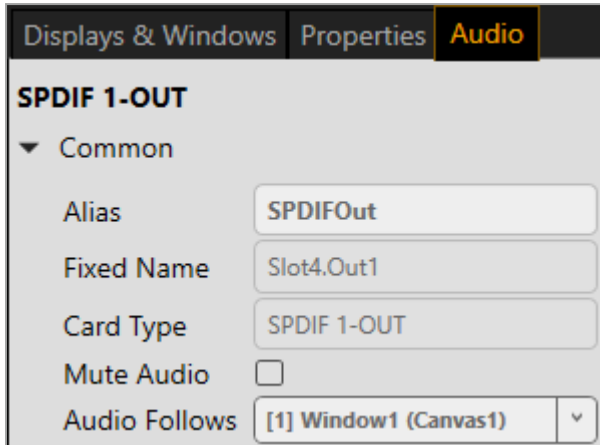 Displays & Windows Properties Audio
SPDIF 1-OUT
Common
Alias SPDIFOut
Fixed Name Slot4.Out1
Card Type SPDIF 1-OUT
Mute Audio
Audio Follows [1] Window1 (Canvas1)